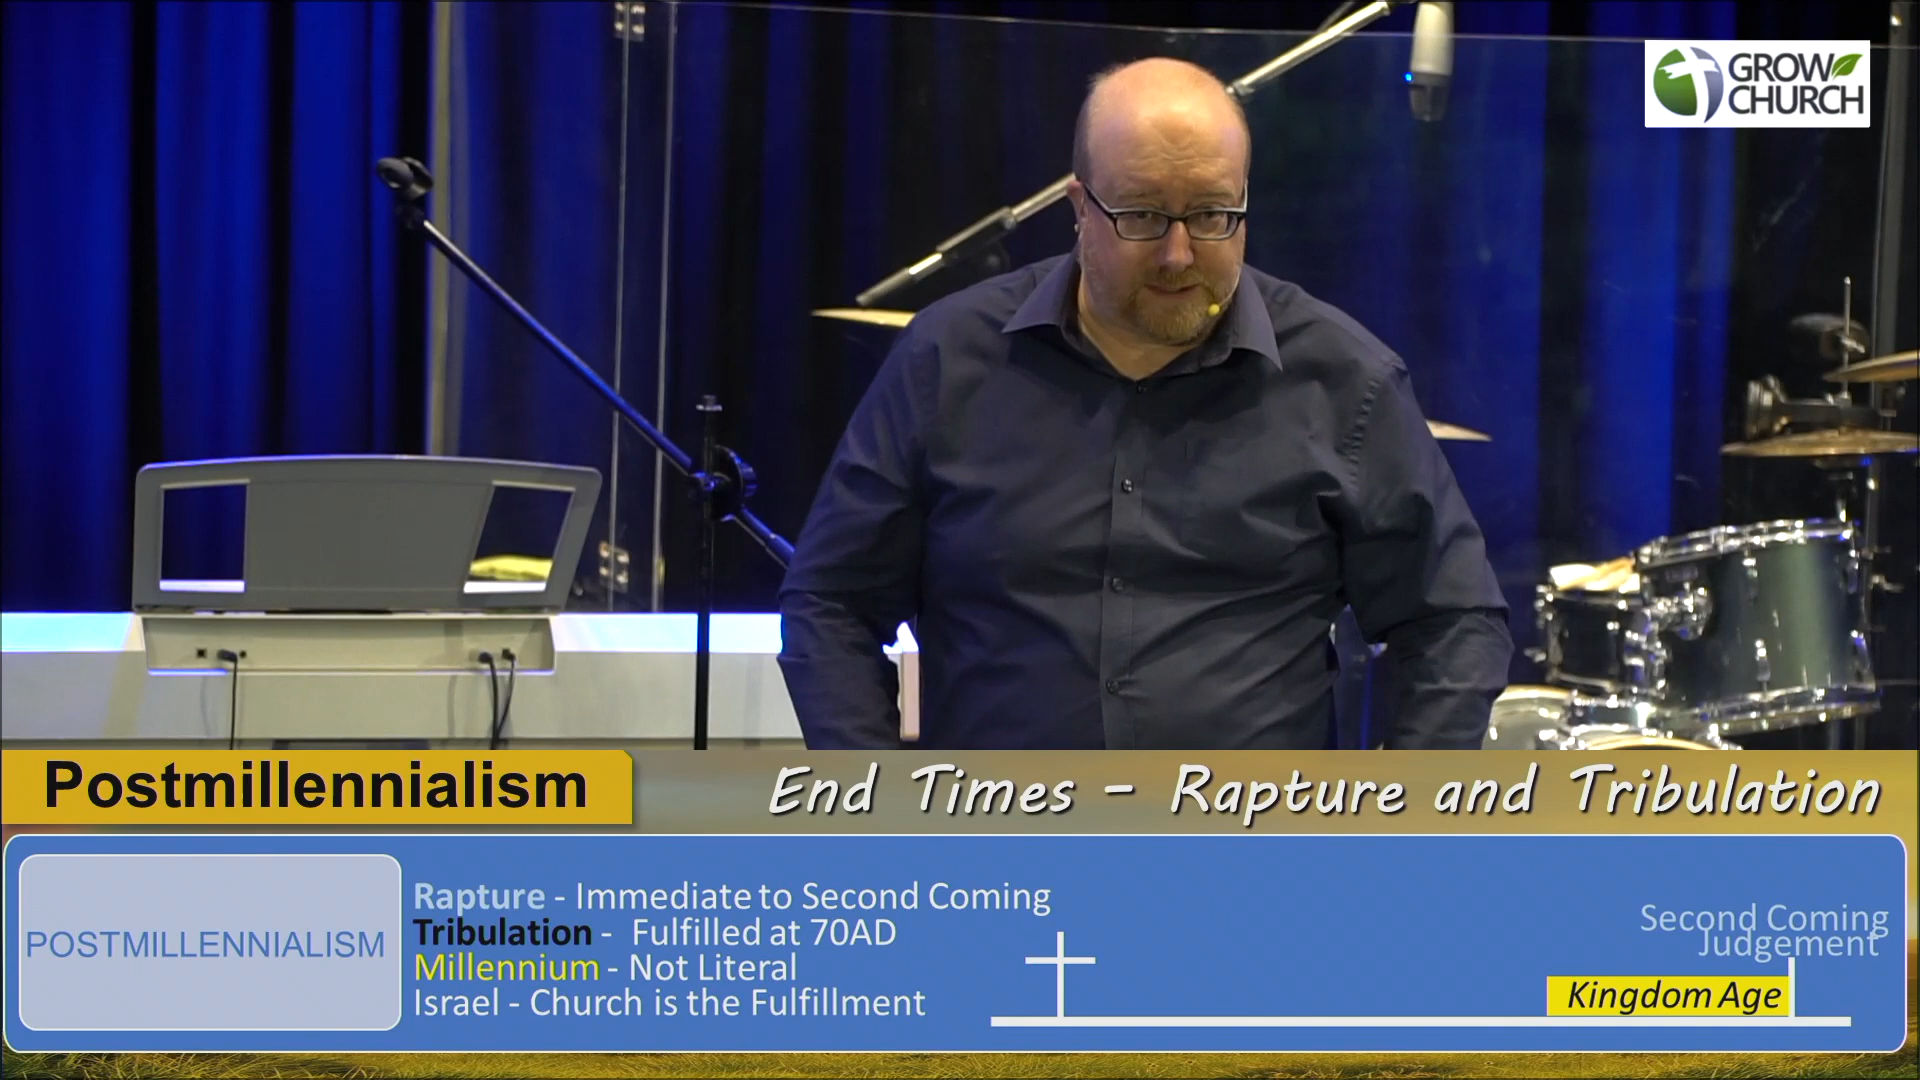 GROW
CHURCH
Postmillennialism
End Times - Rapture and Tribulation
POSTMILLENNIALISM
Rapture - Immediate to Second Coming
Tribulation - Fulfilled at 70AD
Millennium - Not Literal
Israel - Church is the Fulfillment
Second Coming
Judgement
Kingdom Age